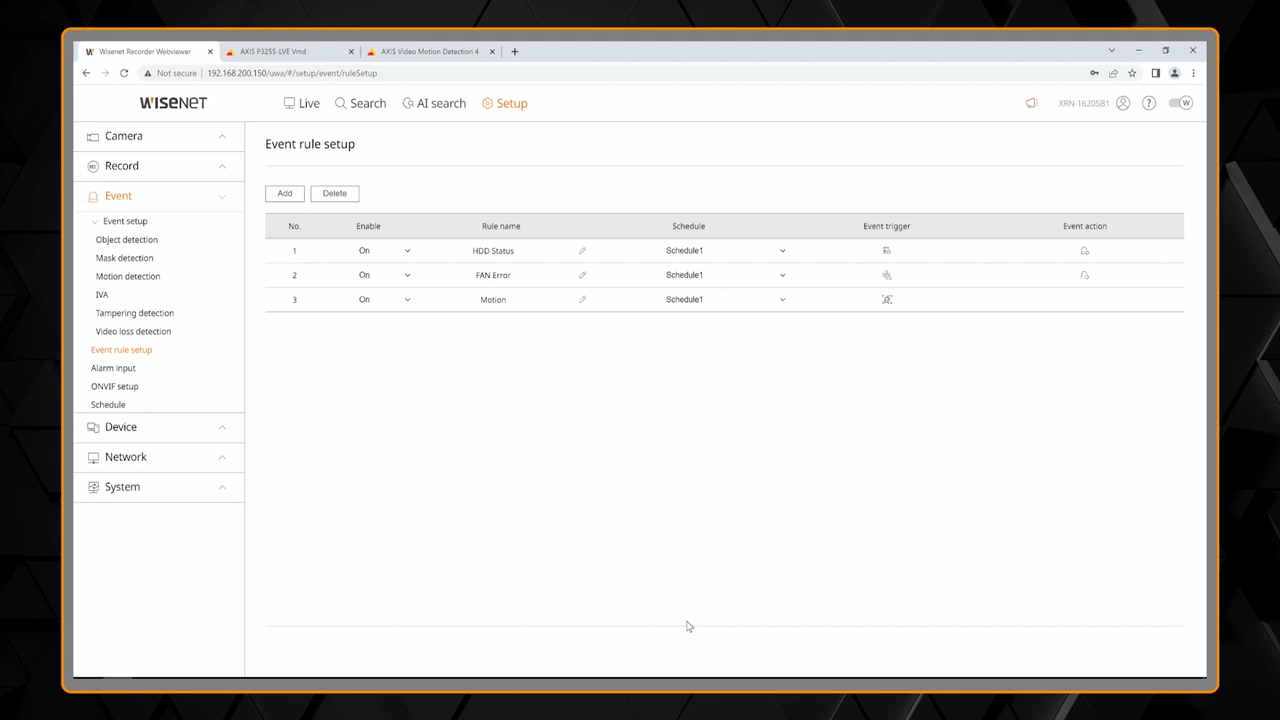 Wisenet Recorder Webviewer
AXIS P3255-LVE Vmd
AXIS Video Motion Detection 4
Not secure 192.168.200.150/uwa/#/setup/event/ruleSetup
WISENET
Live
Search
AI search
Setup
XRN-1620SB1
W
Camera
Record
Event
Event setup
Object detection
Mask detection
Motion detection
IVA
Tampering detection
Video loss detection
Event rule setup
Alarm input
ONVIF setup
Schedule
Device
Network
System
Event rule setup
Add Delete
No. Enable Rule name Schedule Event trigger Event action
1 On HDD Status Schedule1
2 On FAN Error Schedule1
3 On Motion Schedule1